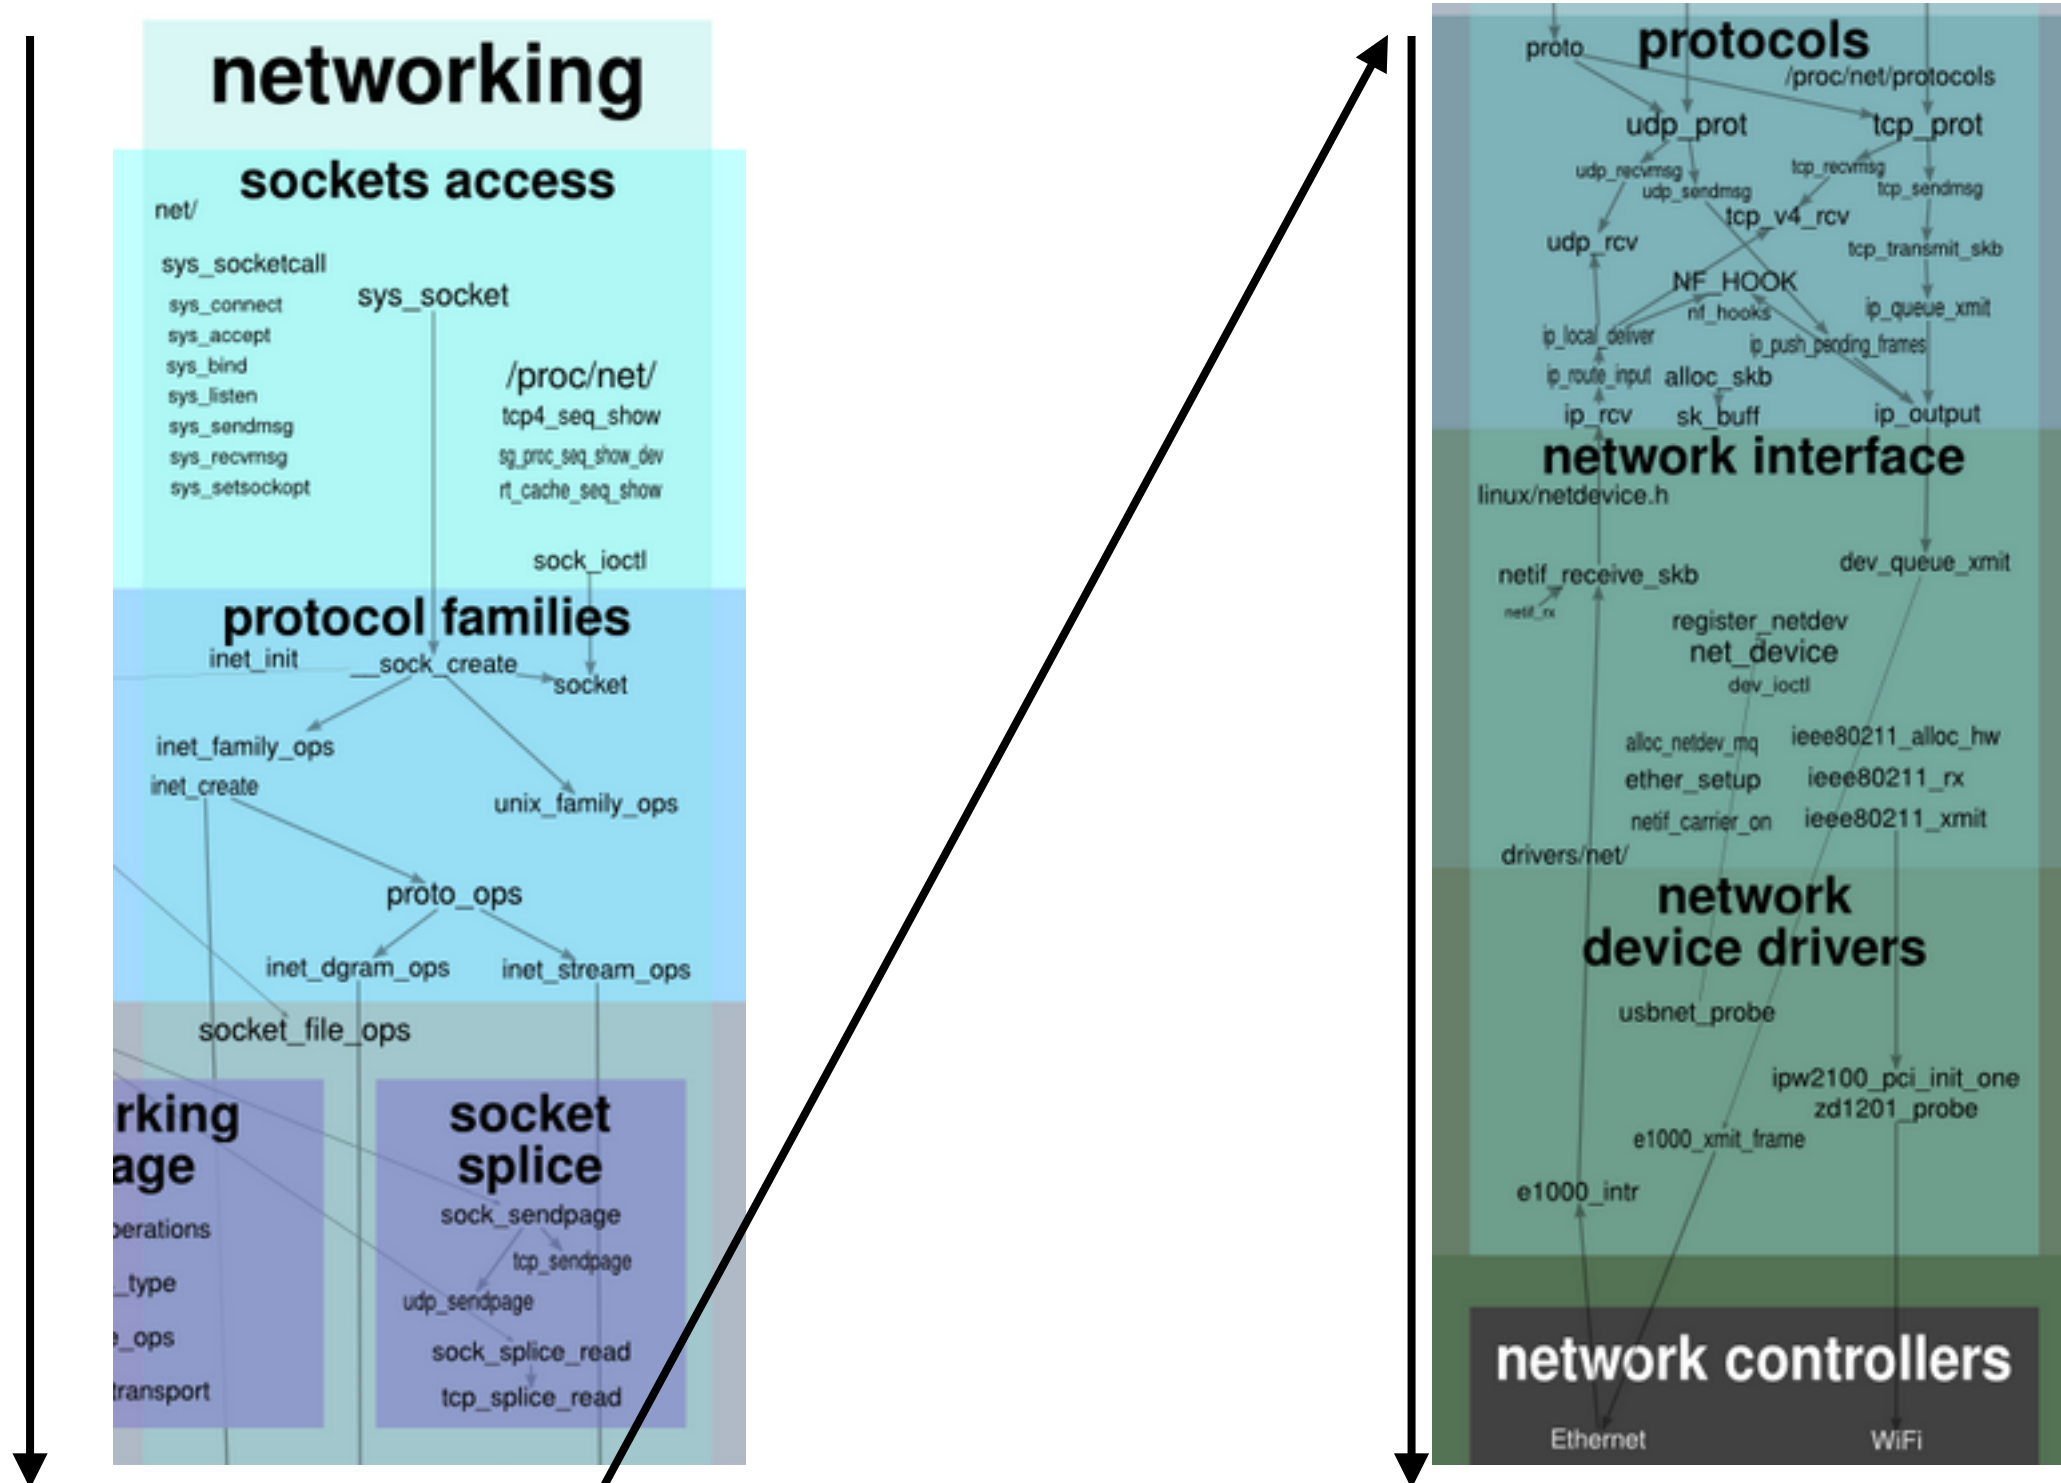 networking
sockets access
net/
sys_socketcall
sys_socket
sys_connect
sys_accept
sys_bind
sys_listen
sys_sendmsg
sys_recvmsg
sys_setsockopt
/proc/net/
tcp4_seq_show
sg_proc_seq_show_dev
rt_cache_seq_show
sock_ioctl
protocol families
inet_init
__sock_create
socket
inet_family_ops
inet_create
unix_family_ops
proto_ops
inet_dgram_ops
inet_stream_ops
socket_file_ops
rking
age
perations
_type
e_ops
transport
socket
splice
sock_sendpage
tcp_sendpage
udp_sendpage
sock_splice_read
tcp_splice_read
protocols
proto
/proc/net/protocols
udp_prot
tcp_prot
udp_recvmsg
udp_sendmsg
tcp_recvmsg
tcp_sendmsg
tcp_v4_rcv
udp_rcv
tcp_transmit_skb
NF_HOOK
nf_hooks
ip_queue_xmit
ip_local_deliver
ip_push_pending_frames
ip_route_input
alloc_skb
ip_rcv
sk_buff
ip_output
network interface
linux/netdevice.h
netif_receive_skb
netif_rx
dev_queue_xmit
register_netdev
net_device
dev_ioctl
alloc_netdev_mq
ieee80211_alloc_hw
ether_setup
ieee80211_rx
netif_carrier_on
ieee80211_xmit
drivers/net/
network
device drivers
usbnet_probe
ipw2100_pci_init_one
zd1201_probe
e1000_xmit_frame
e1000_intr
network controllers
Ethernet
WiFi